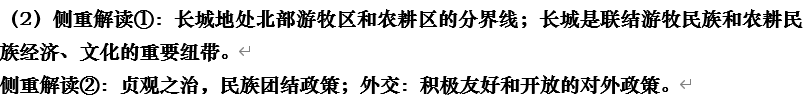 （2）侧重解读①：长城地处北部游牧区和农耕区的分界线；长城是联结游牧民族和农耕民
族经济、文化的重要纽带。
侧重解读②：贞观之治，民族团结政策；外交：积极友好和开放的对外政策。